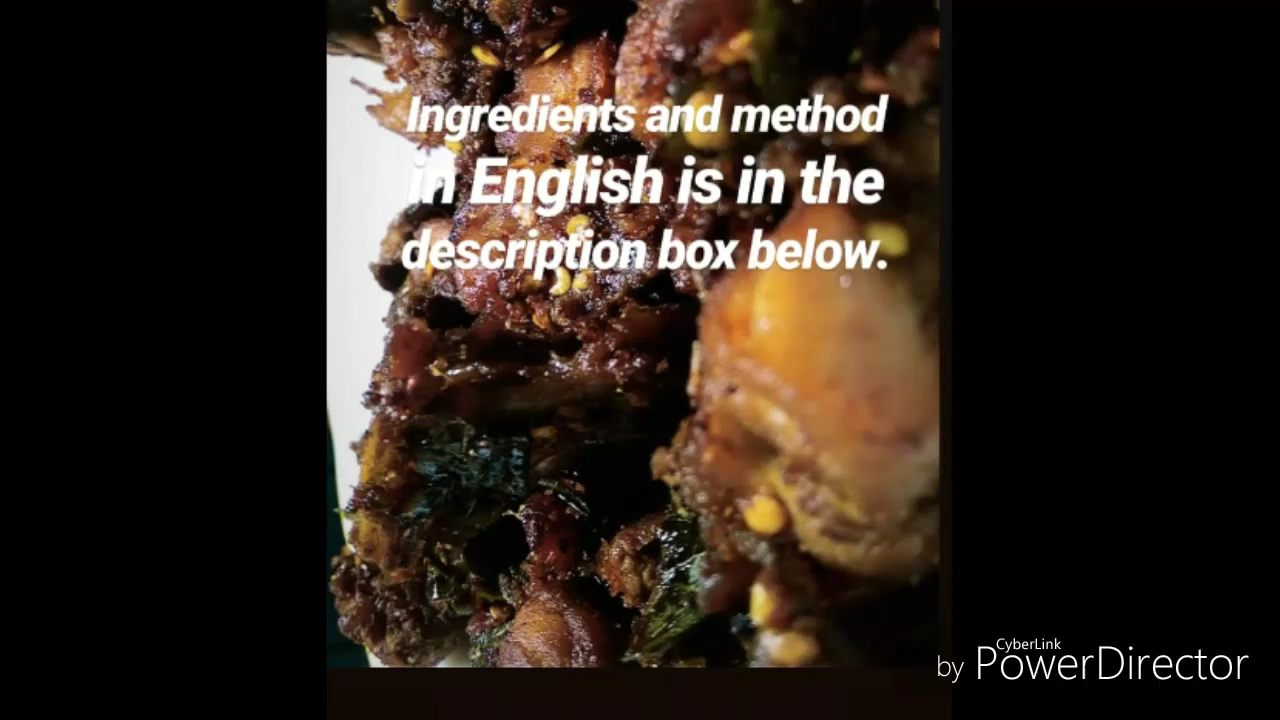 Ingredients and method
in English is in the
description box below.
CyberLink
by PowerDirector